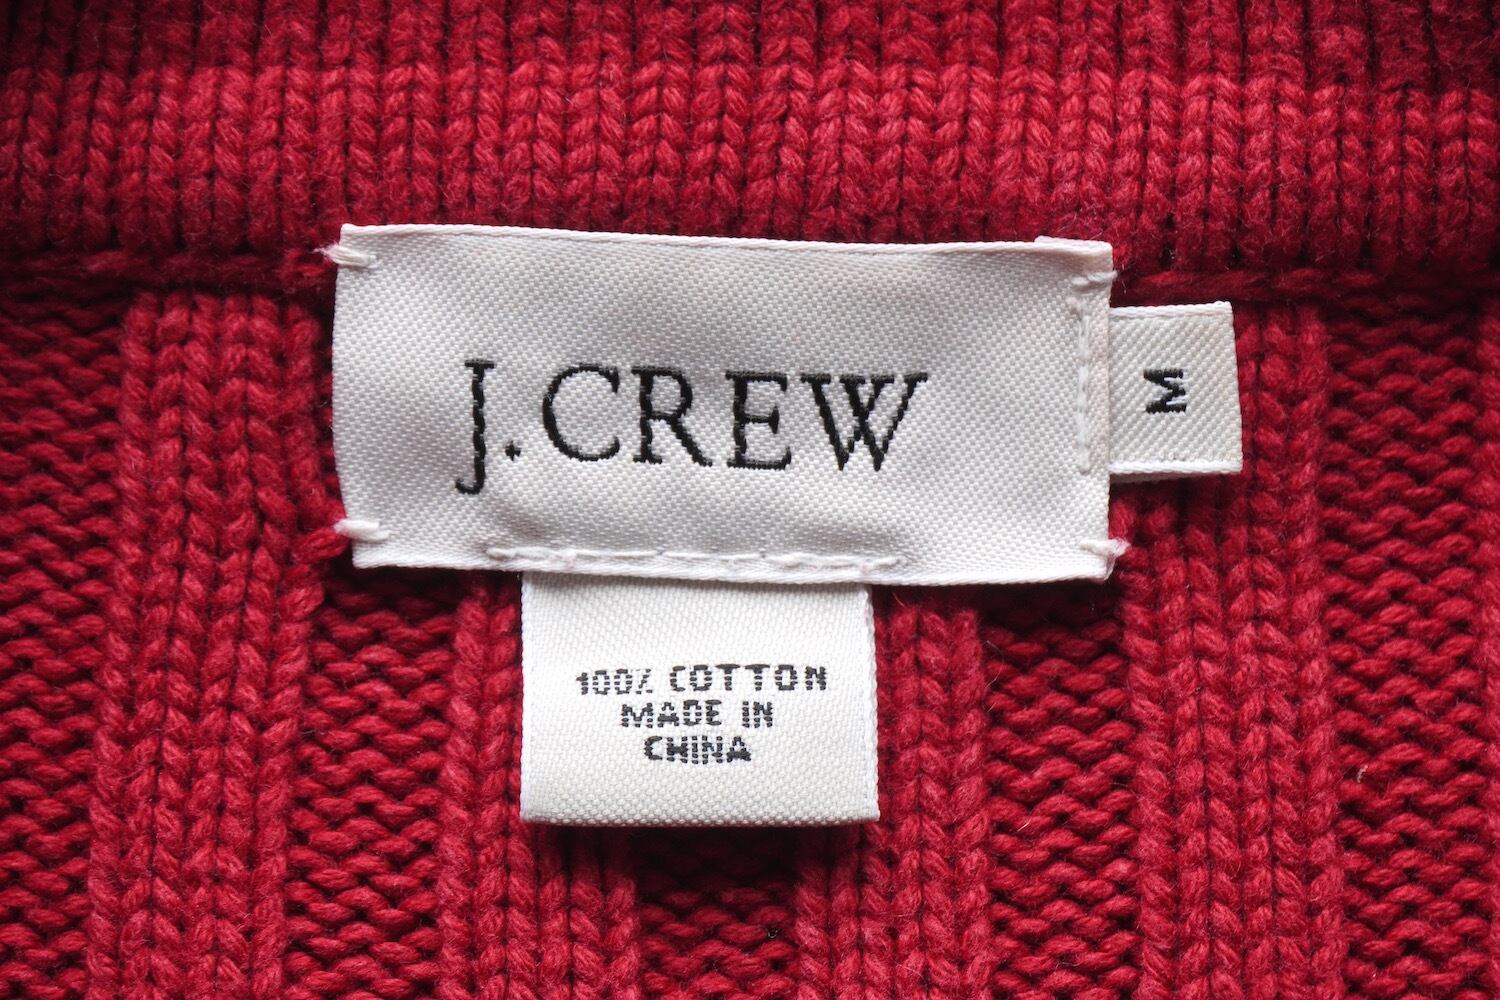 J.CREW
M
100% COTTON
MADE IN
CHINA